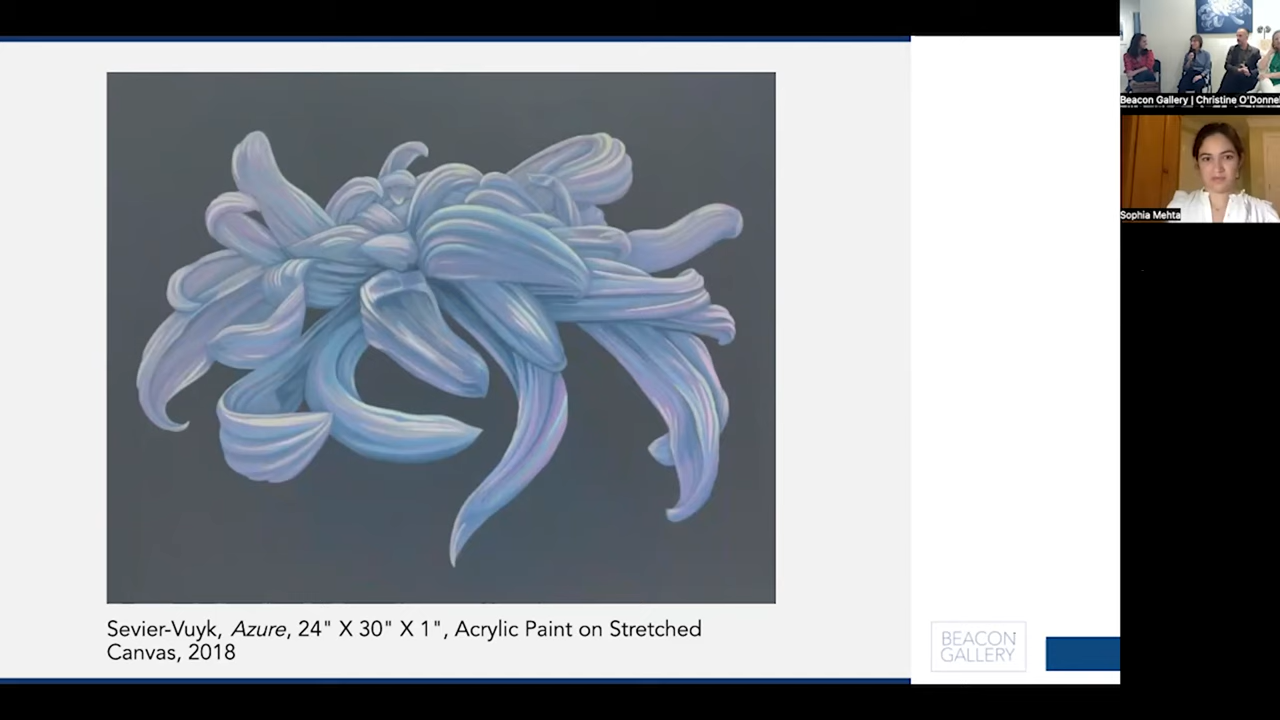 Sevier-Vuyk, Azure, 24" X 30" X 1", Acrylic Paint on Stretched
Canvas, 2018
BEACON
GALLERY
Beacon Gallery | Christine O'Donnel
Sophia Mehta